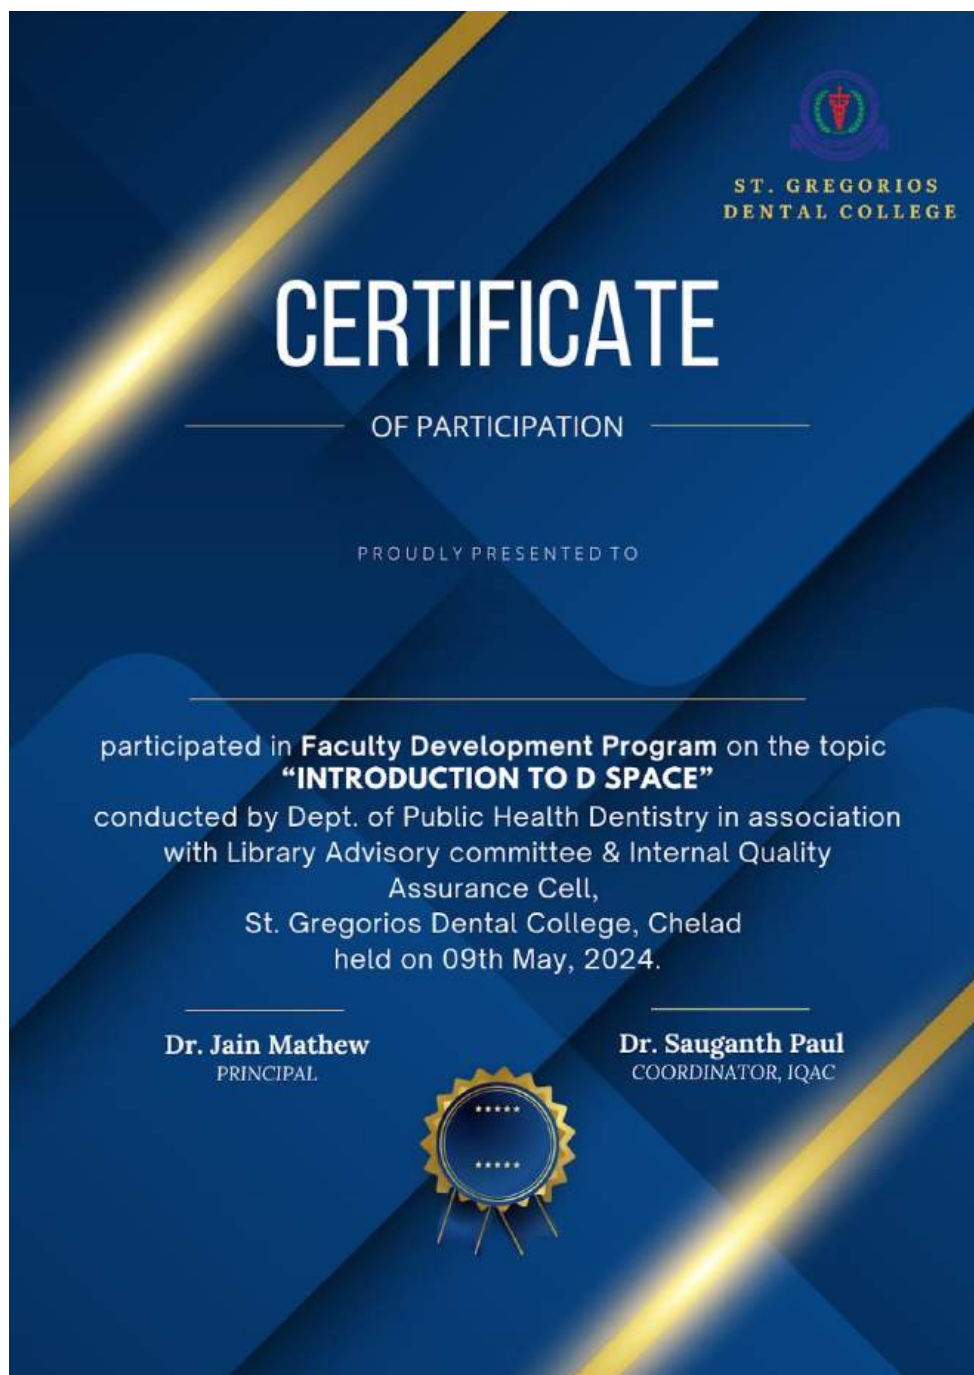 ST. GREGORIOS
DENTAL COLLEGE
CERTIFICATE
OF PARTICIPATION
PROUDLY PRESENTED TO
participated in Faculty Development Program on the topic
“INTRODUCTION TO D SPACE”
conducted by Dept. of Public Health Dentistry in association
with Library Advisory committee & Internal Quality
Assurance Cell,
St. Gregorios Dental College, Chelad
held on 09th May, 2024.
Dr. Jain Mathew
PRINCIPAL
Dr. Sauganth Paul
COORDINATOR, IQAC